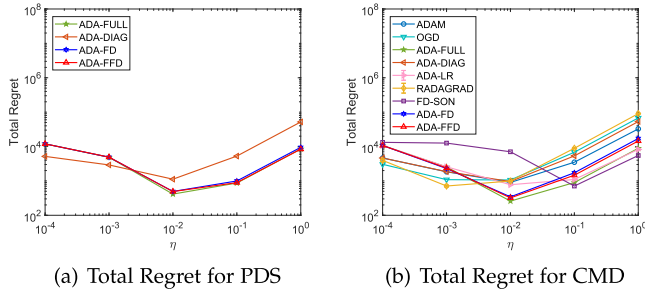 10^8
10^6
10^4
10^2
Total Regret
ADA-FULL
ADA-DIAG
ADA-FD
ADA-FFD
10^-4
10^-3
10^-2
10^-1
10^0
η
(a) Total Regret for PDS
10^8
10^6
10^4
10^2
Total Regret
ADAM
OGD
ADA-FULL
ADA-DIAG
ADA-LR
RADAGRAD
FD-SON
ADA-FD
ADA-FFD
10^-4
10^-3
10^-2
10^-1
10^0
η
(b) Total Regret for CMD